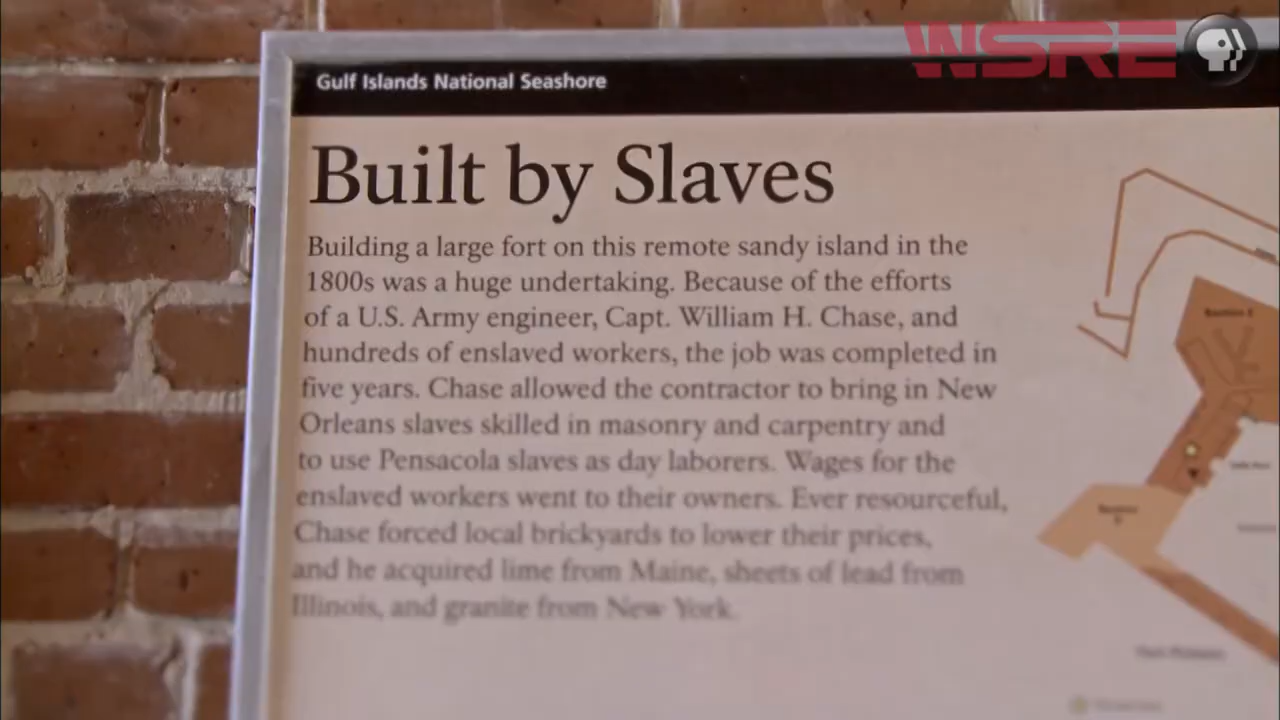 WSRE
Gulf Islands National Seashore
Built by Slaves
Building a large fort on this remote sandy island in the
1800s was a huge undertaking. Because of the efforts
of a U.S. Army engineer, Capt. William H. Chase, and
hundreds of enslaved workers, the job was completed in
five years. Chase allowed the contractor to bring in New
Orleans slaves skilled in masonry and carpentry and
to use Pensacola slaves as day laborers. Wages for the
enslaved workers went to their owners. Ever resourceful,
Chase forced local brickyards to lower their prices,
and he acquired lime from Maine, sheets of lead from
Illinois, and granite from New York.